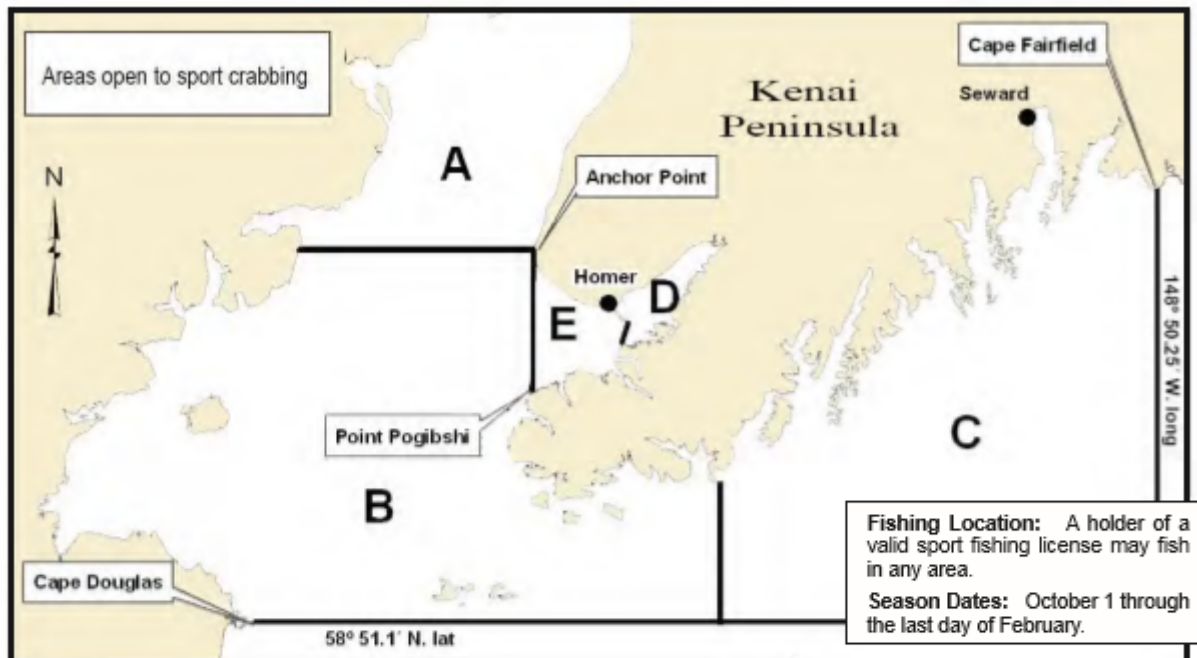 Areas open to sport crabbing
Cape Fairfield
Seward
Kenai
Peninsula
N
A
Anchor Point
Homer
D
E
148° 50.25' W. long
Point Pogibshi
C
B
Fishing Location: A holder of a
valid sport fishing license may fish
in any area.
Season Dates: October 1 through
the last day of February.
Cape Douglas
58° 51.1' N. lat